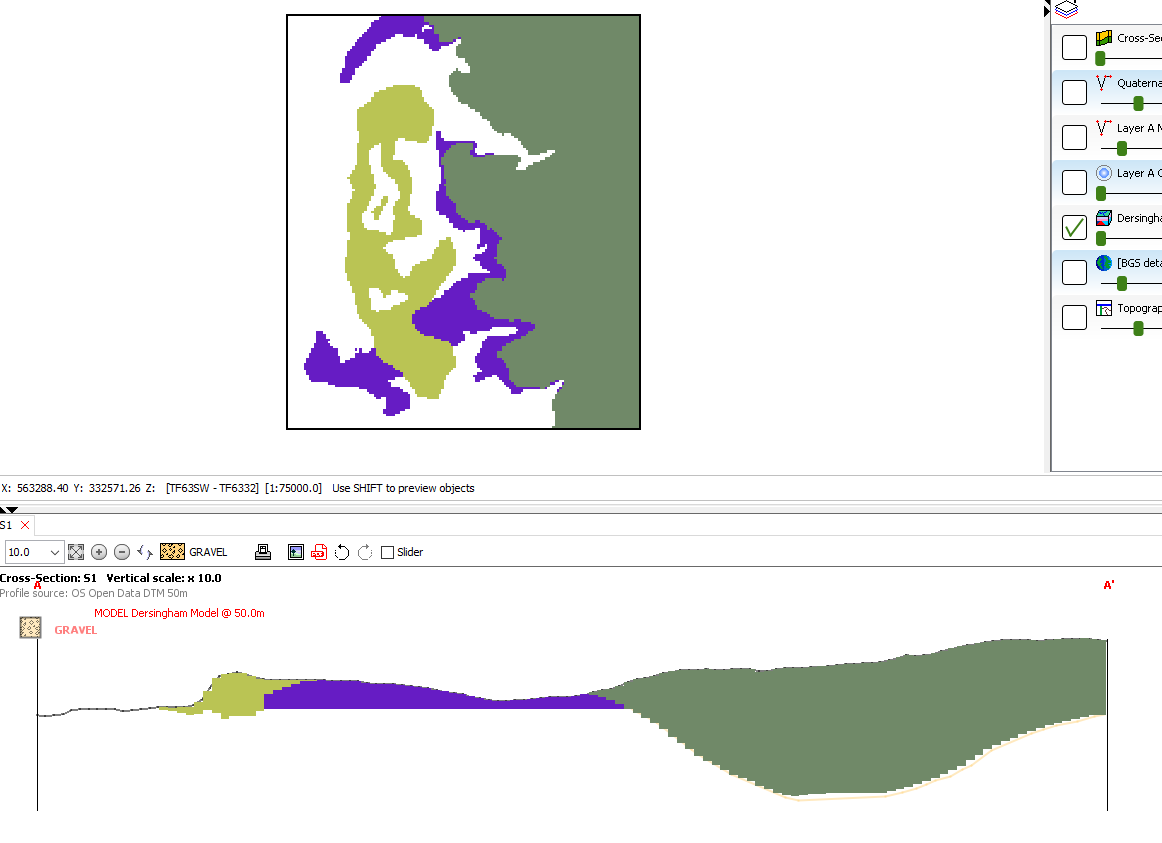 Cross-Se
Quaterna
Layer A M
Layer A C
Dersingha
[BGS deta
Topograp
X: 563288.40 Y: 332571.26 Z: [TF63SW - TF6332] [1:75000.0] Use SHIFT to preview objects
S1
10.0 GRAVEL Slider
Cross-Section: S1 Vertical scale: x 10.0
A A'
Profile source: OS Open Data DTM 50m
MODEL Dersingham Model @ 50.0m
GRAVEL